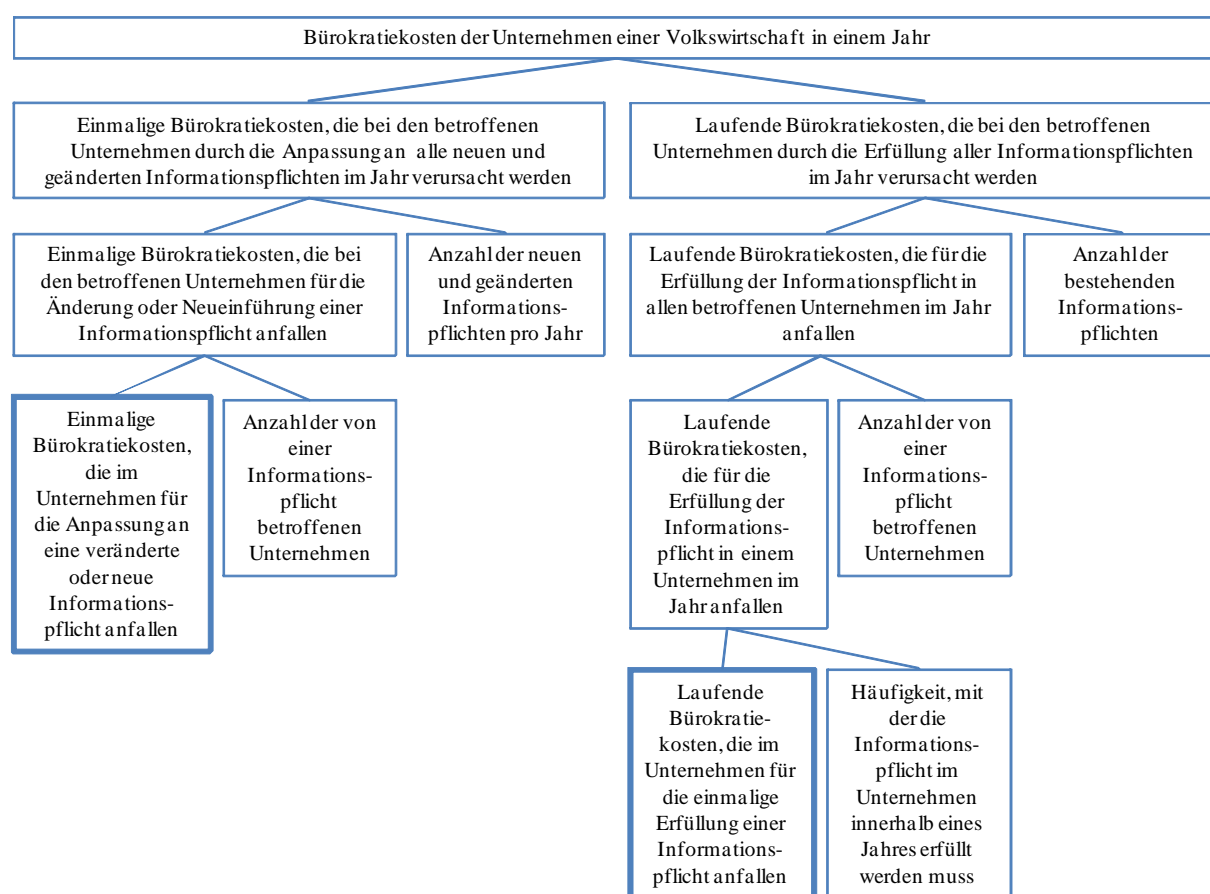 Bürokratiekosten der Unternehmen einer Volkswirtschaft in einem Jahr
Einmalige Bürokratiekosten, die bei den betroffenen
Unternehmen durch die Anpassung an alle neuen und
geänderten Informationspflichten im Jahr verursacht werden
Laufende Bürokratiekosten, die bei den betroffenen
Unternehmen durch die Erfüllung aller Informationspflichten
im Jahr verursacht werden
Einmalige Bürokratiekosten, die bei
den betroffenen Unternehmen für die
Änderung oder Neueinführung einer
Informationspflicht anfallen
Anzahl der neuen
und geänderten
Informations-
pflichten pro Jahr
Laufende Bürokratiekosten, die für die
Erfüllung der Informationspflicht in
allen betroffenen Unternehmen im Jahr
anfallen
Anzahl der
bestehenden
Informations-
pflichten
Einmalige
Bürokratiekosten,
die im
Unternehmen für
die Anpassung an
eine veränderte
oder neue
Informations-
pflicht anfallen
Anzahl der von
einer
Informations-
pflicht
betroffenen
Unternehmen
Laufende
Bürokratiekosten,
die für die
Erfüllung der
Informations-
pflicht in einem
Unternehmen im
Jahr anfallen
Anzahl der von
einer
Informations-
pflicht
betroffenen
Unternehmen
Laufende
Bürokratie-
kosten, die im
Unternehmen für
die einmalige
Erfüllung einer
Informations-
pflicht anfallen
Häufigkeit, mit
der die
Informations-
pflicht im
Unternehmen
innerhalb eines
Jahres erfüllt
werden muss